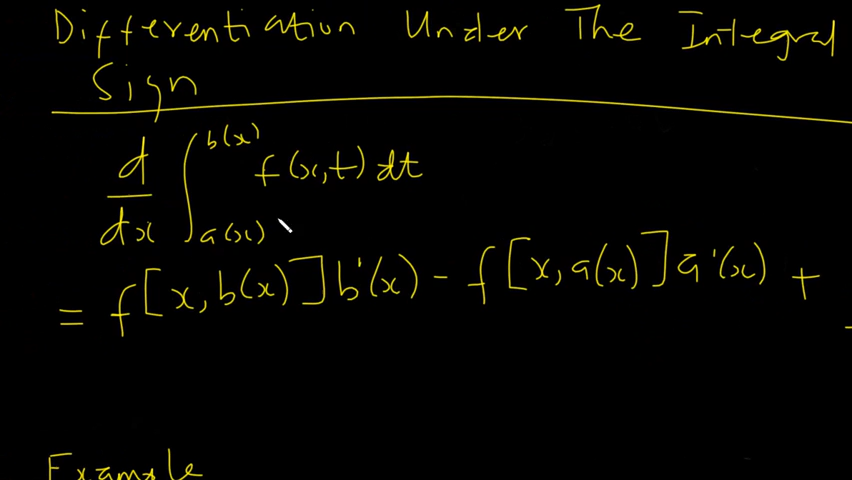 Differentiation Under The Integral
Sign
d/dx ∫_{a(x)}^{b(x)} f(x,t) dt
= f[x, b(x)] b'(x) - f[x, a(x)] a'(x) +
Example